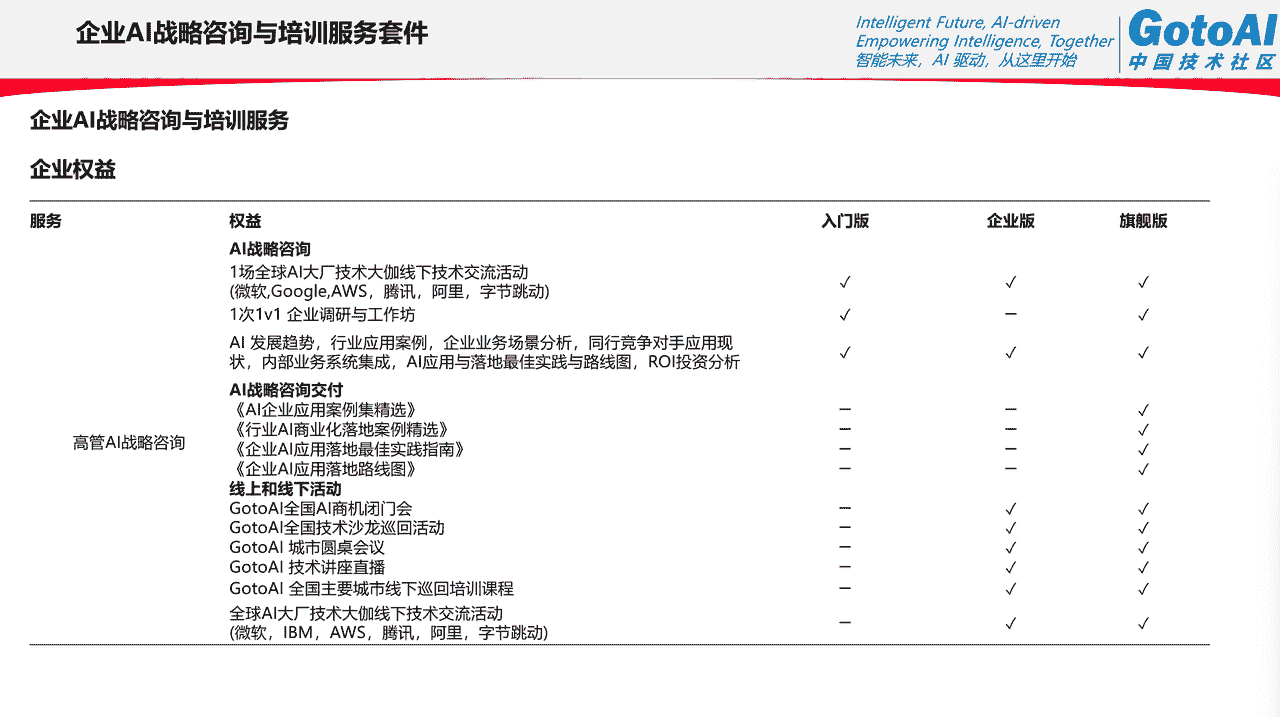 企业AI战略咨询与培训服务套件
Intelligent Future, AI-driven
Empowering Intelligence, Together
智能未来，AI 驱动，从这里开始
GotoAI
中国技术社区
企业AI战略咨询与培训服务
企业权益
服务 权益 入门版 企业版 旗舰版
AI战略咨询
1场全球AI大厂技术大伽线下技术交流活动
(微软,Google,AWS，腾讯，阿里，字节跳动) ✓ ✓ ✓
1次1v1 企业调研与工作坊 ✓ — ✓
AI 发展趋势，行业应用案例，企业业务场景分析，同行竞争对手应用现
状，内部业务系统集成，AI应用与落地最佳实践与路线图，ROI投资分析 ✓ ✓ ✓
AI战略咨询交付
《AI企业应用案例集精选》 — — ✓
《行业AI商业化落地案例精选》 — — ✓
高管AI战略咨询
《企业AI应用落地最佳实践指南》 — — ✓
《企业AI应用落地路线图》 — — ✓
线上和线下活动
GotoAI全国AI商机闭门会 — ✓ ✓
GotoAI全国技术沙龙巡回活动 — ✓ ✓
GotoAI 城市圆桌会议 — ✓ ✓
GotoAI 技术讲座直播 — ✓ ✓
GotoAI 全国主要城市线下巡回培训课程 — ✓ ✓
全球AI大厂技术大伽线下技术交流活动
(微软，IBM，AWS，腾讯，阿里，字节跳动) — ✓ ✓